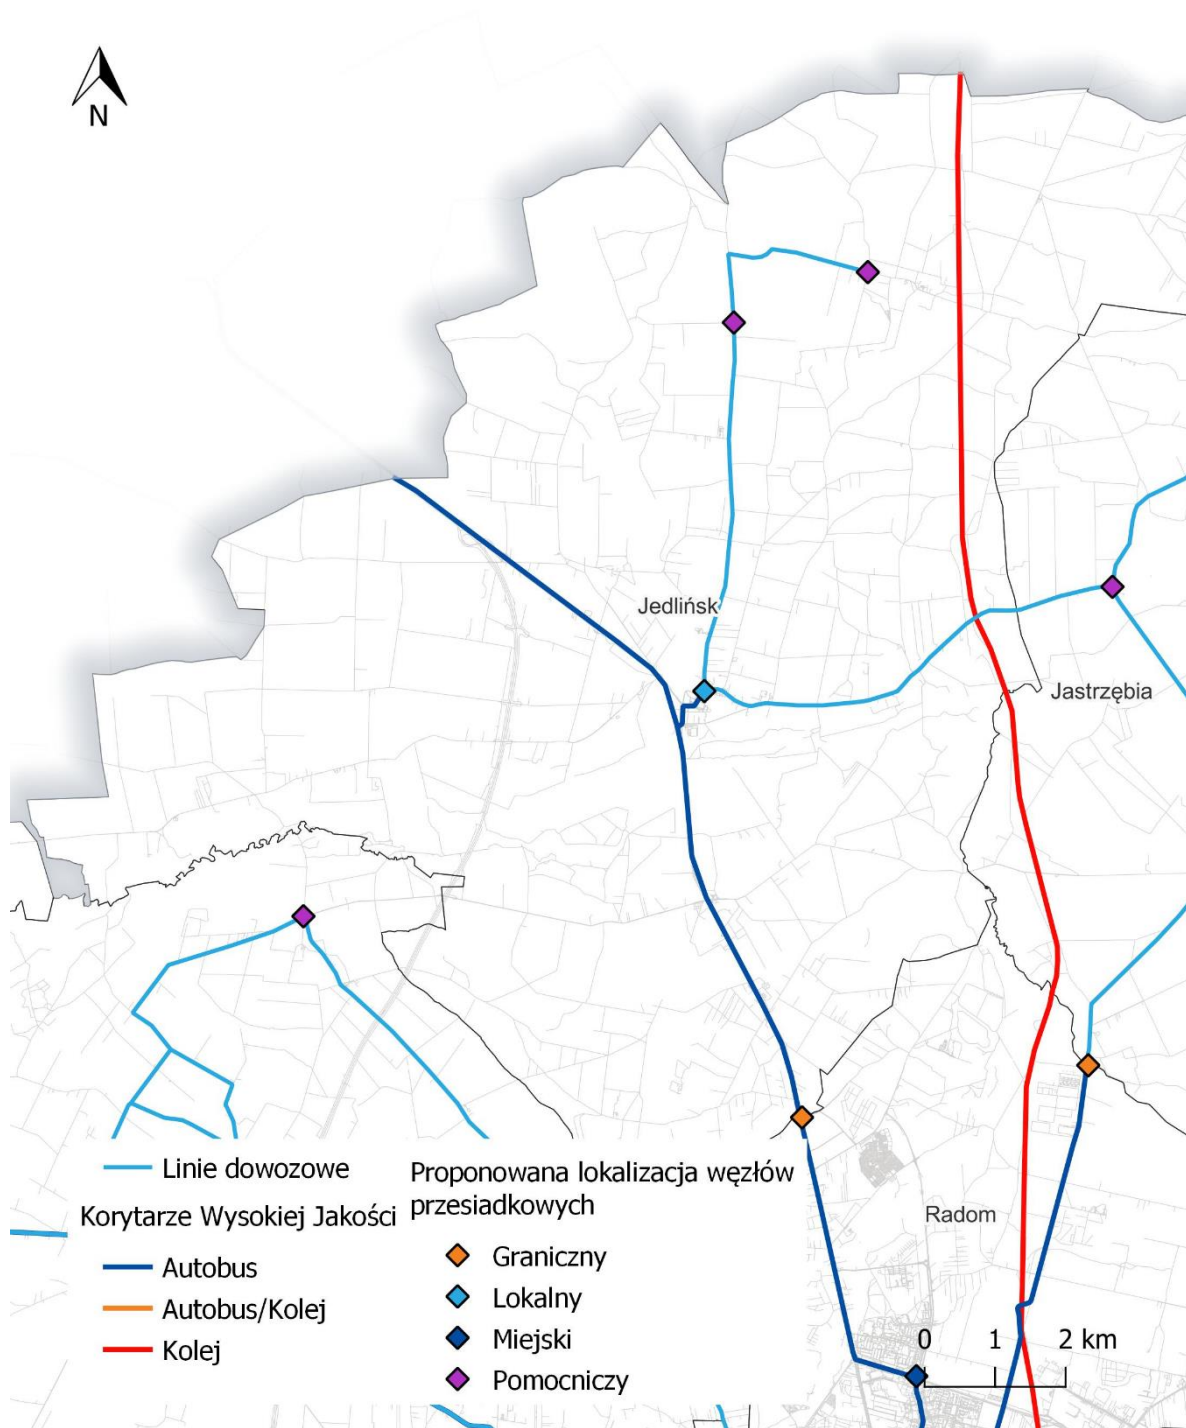 N
Jedlińsk
Jastrzębia
Radom
0 1 2 km
Linie dowozowe
Korytarze Wysokiej Jakości
Autobus
Autobus/Kolej
Kolej
Proponowana lokalizacja węzłów
przesiadkowych
Graniczny
Lokalny
Miejski
Pomocniczy